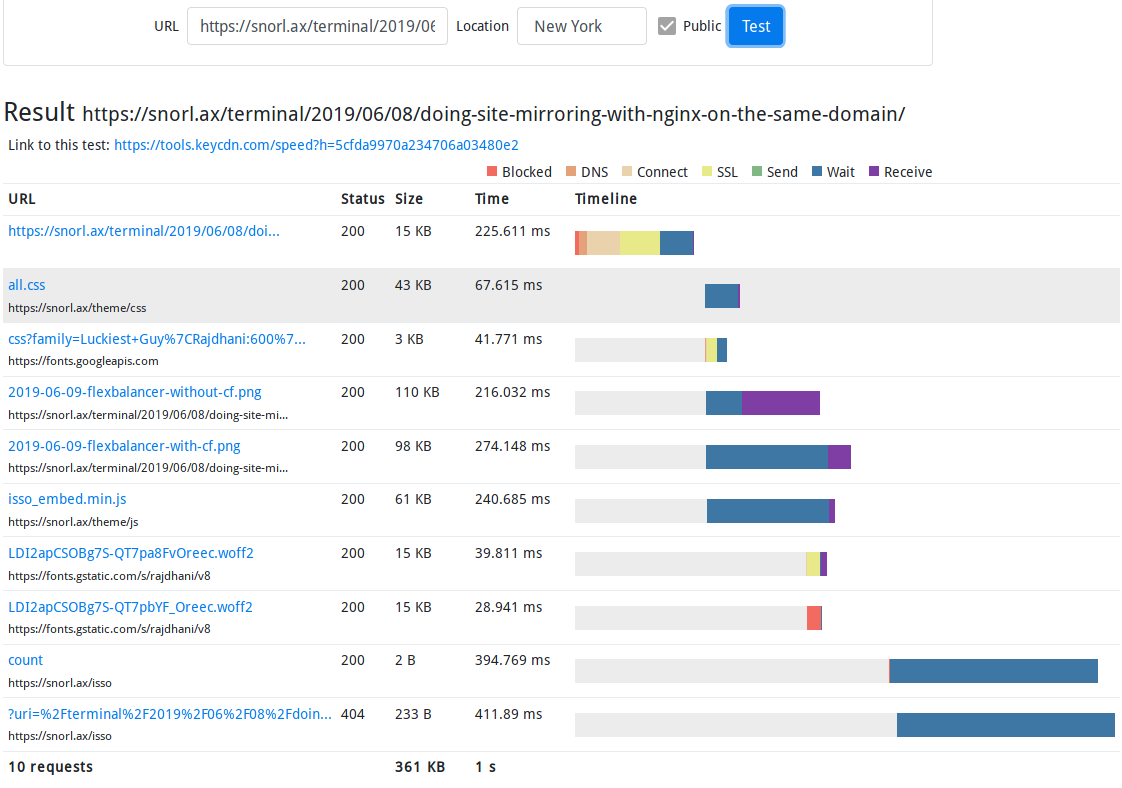 URL https://snorl.ax/terminal/2019/06 Location New York Public Test
Result https://snorl.ax/terminal/2019/06/08/doing-site-mirroring-with-nginx-on-the-same-domain/
Link to this test: https://tools.keycdn.com/speed?h=5cfda9970a234706a03480e2
Blocked DNS Connect SSL Send Wait Receive
URL Status Size Time Timeline
https://snorl.ax/terminal/2019/06/08/doi... 200 15 KB 225.611 ms
all.css 200 43 KB 67.615 ms
https://snorl.ax/theme/css
css?family=Luckiest+Guy%7CRajdhani:600%7... 200 3 KB 41.771 ms
https://fonts.googleapis.com
2019-06-09-flexbalancer-without-cf.png 200 110 KB 216.032 ms
https://snorl.ax/terminal/2019/06/08/doing-site-mi...
2019-06-09-flexbalancer-with-cf.png 200 98 KB 274.148 ms
https://snorl.ax/terminal/2019/06/08/doing-site-mi...
isso_embed.min.js 200 61 KB 240.685 ms
https://snorl.ax/theme/js
LDI2apCSOBg7S-QT7pa8FvOreec.woff2 200 15 KB 39.811 ms
https://fonts.gstatic.com/s/rajdhani/v8
LDI2apCSOBg7S-QT7pbYF_Oreec.woff2 200 15 KB 28.941 ms
https://fonts.gstatic.com/s/rajdhani/v8
count 200 2 B 394.769 ms
https://snorl.ax/isso
?uri=%2Fterminal%2F2019%2F06%2F08%2Fdoin... 404 233 B 411.89 ms
https://snorl.ax/isso
10 requests 361 KB 1 s